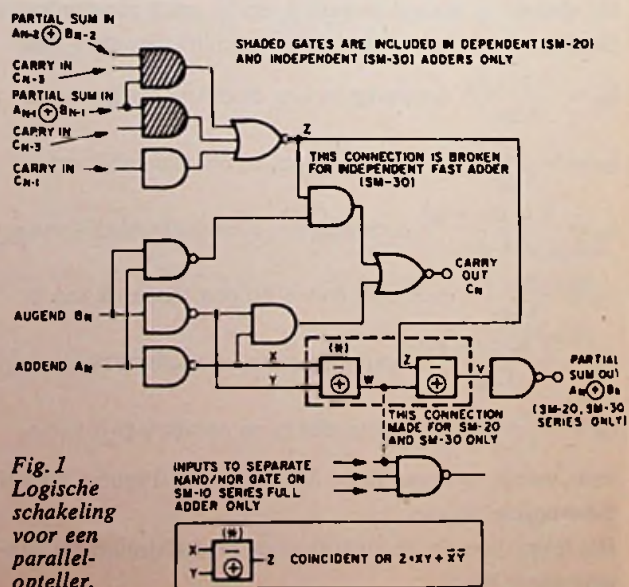 PARTIAL SUM IN
AN-2 ⊕ BN-2
CARRY IN
CN-3
PARTIAL SUM IN
AN-1 ⊕ BN-1
CARRY IN
CN-3
CARRY IN
CN-1
SHADED GATES ARE INCLUDED IN DEPENDENT (SM-20)
AND INDEPENDENT (SM-30) ADDERS ONLY
Z
THIS CONNECTION IS BROKEN
FOR INDEPENDENT FAST ADDER
(SM-30)
CARRY
OUT
CN
AUGEND BN
ADDEND AN
X
Y
(*)
– ⊕
W
Z
– ⊕
V
PARTIAL
SUM OUT
AN ⊕ BN
(SM-20, SM-30
SERIES ONLY)
THIS CONNECTION
MADE FOR SM-20
AND SM-30 ONLY
INPUTS TO SEPARATE
NAND/NOR GATE ON
SM-10 SERIES FULL
ADDER ONLY
(*)
X
Y
– ⊕
Z
COINCIDENT OR Z=XY+X̅Y̅
Fig. 1
Logische
schakeling
voor een
parallel-
opteller.